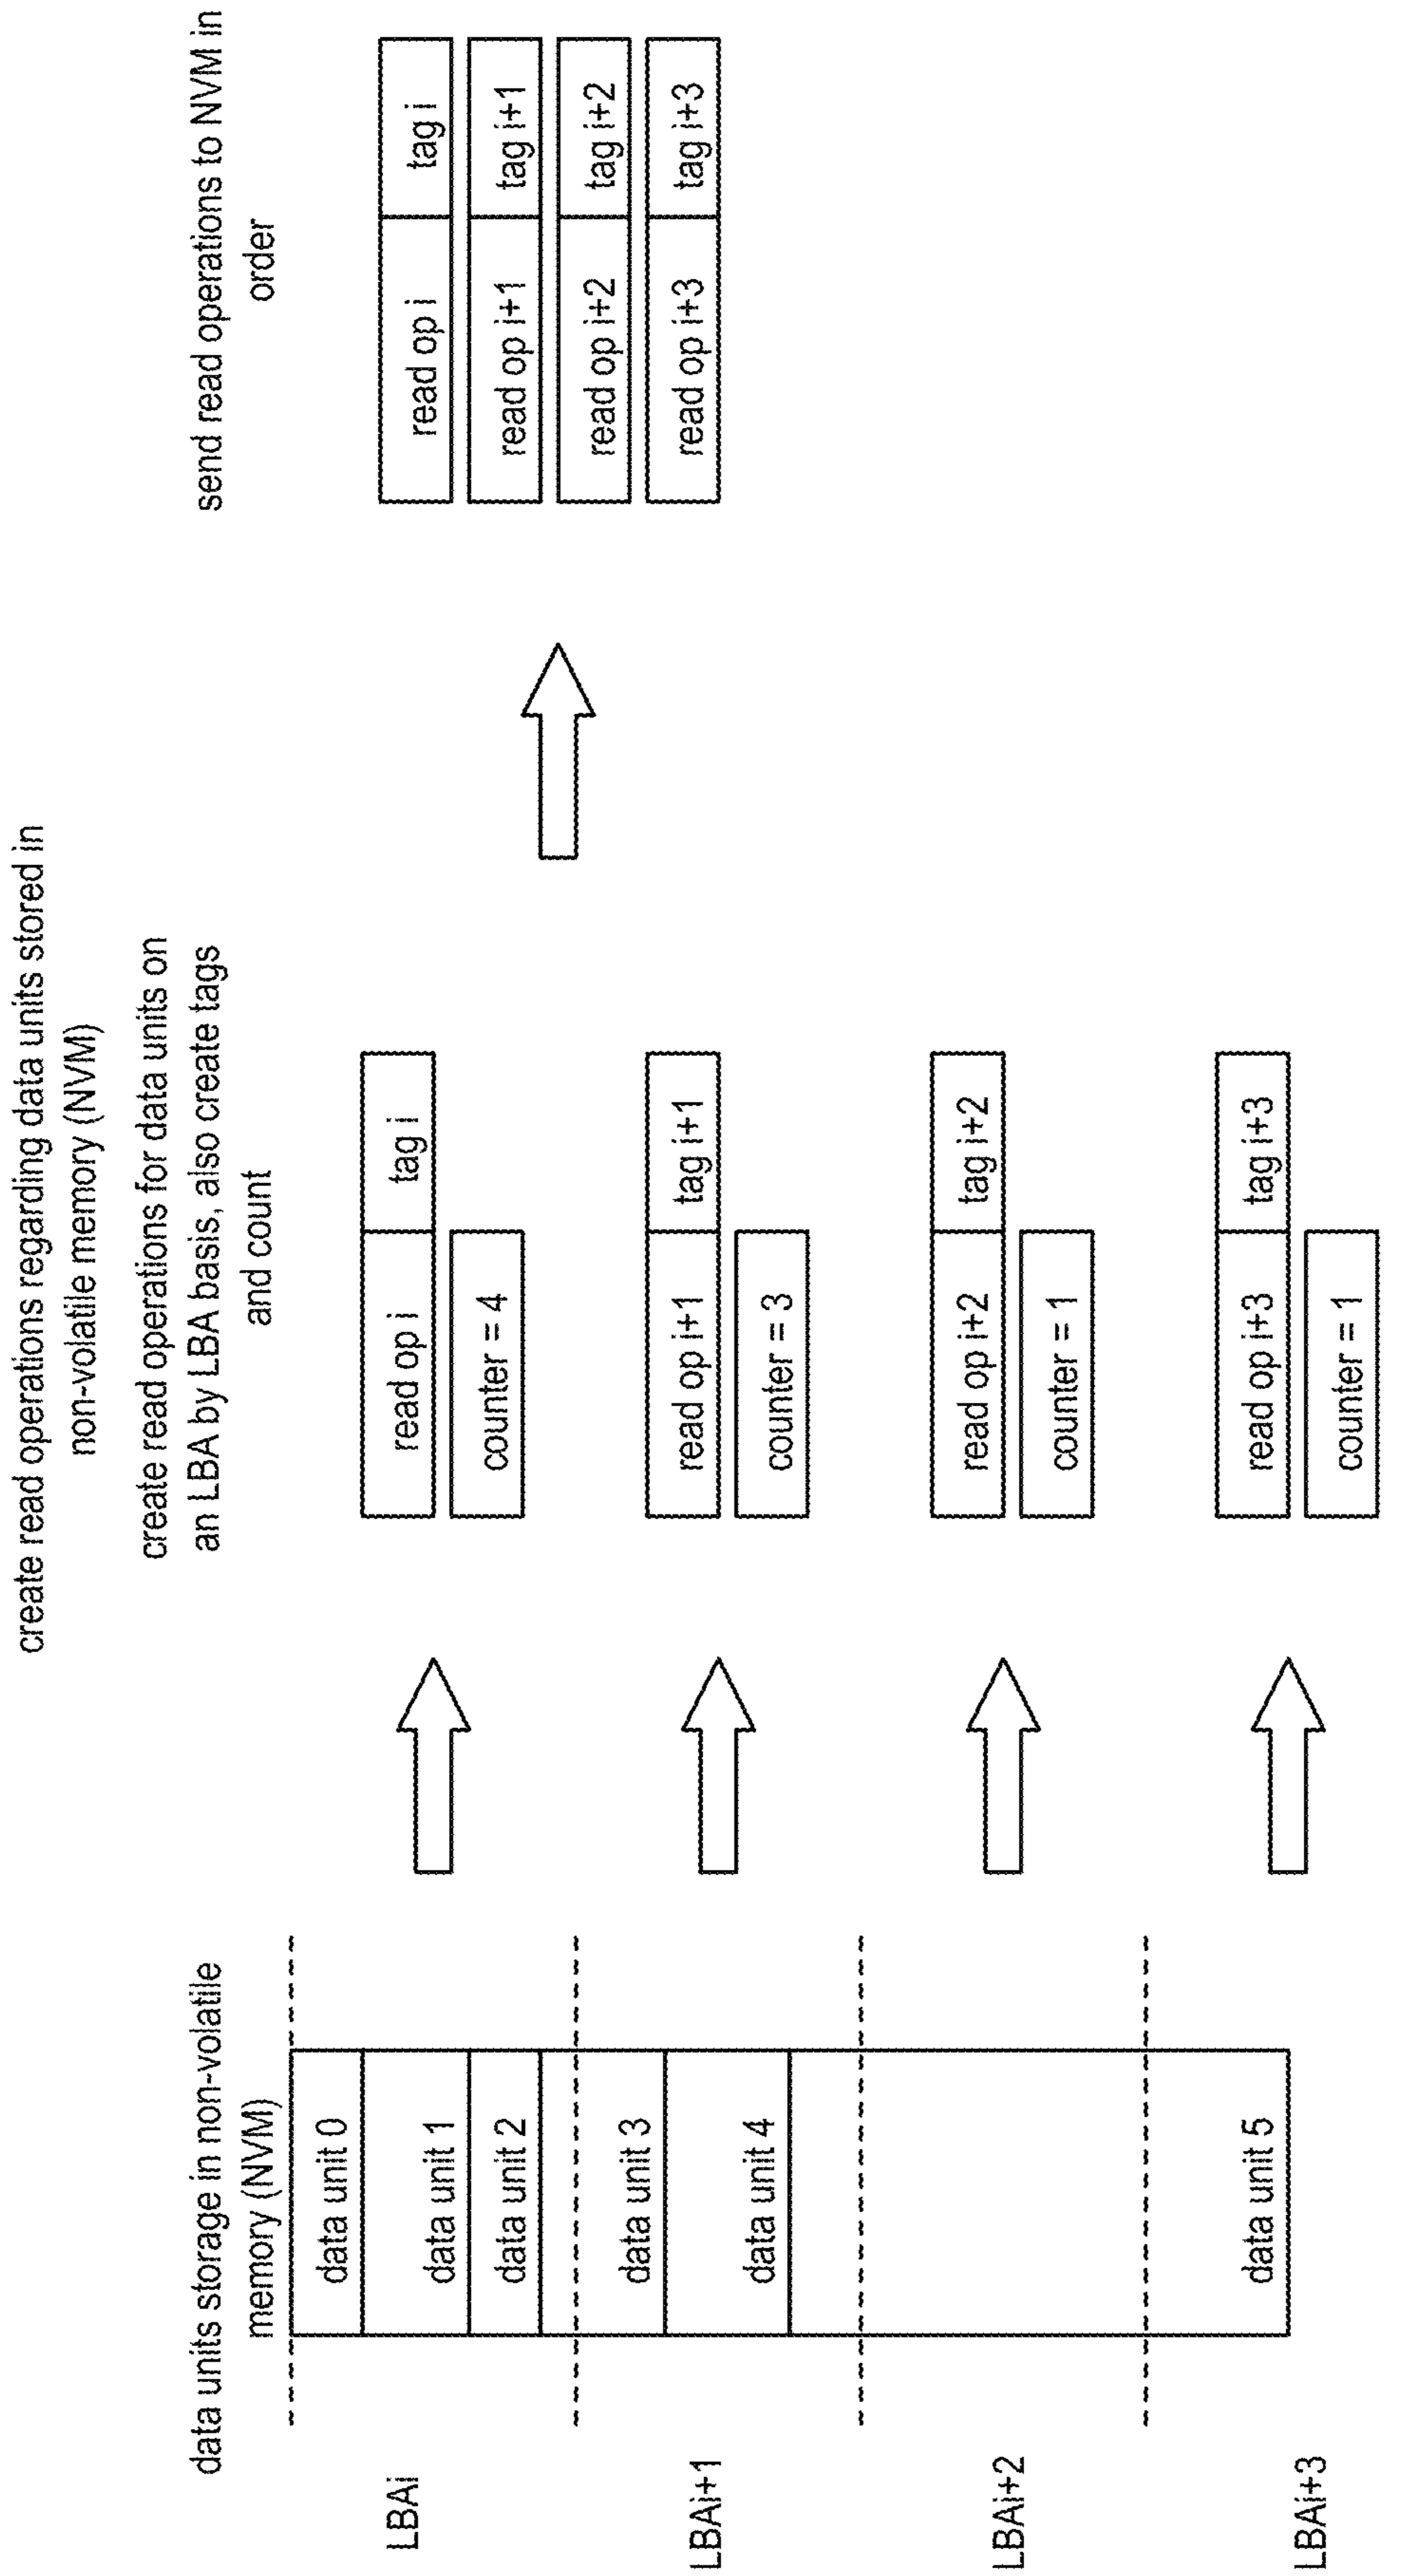 create read operations regarding data units stored in
non-volatile memory (NVM)
data units storage in non-volatile
memory (NVM)
create read operations for data units on
an LBA by LBA basis, also create tags
and count
send read operations to NVM in
order
LBAi
data unit 0
data unit 1
data unit 2
read op i
tag i
counter = 4
LBAi+1
data unit 3
data unit 4
read op i+1
tag i+1
counter = 3
LBAi+2
read op i+2
tag i+2
counter = 1
LBAi+3
data unit 5
read op i+3
tag i+3
counter = 1
read op i
tag i
read op i+1
tag i+1
read op i+2
tag i+2
read op i+3
tag i+3